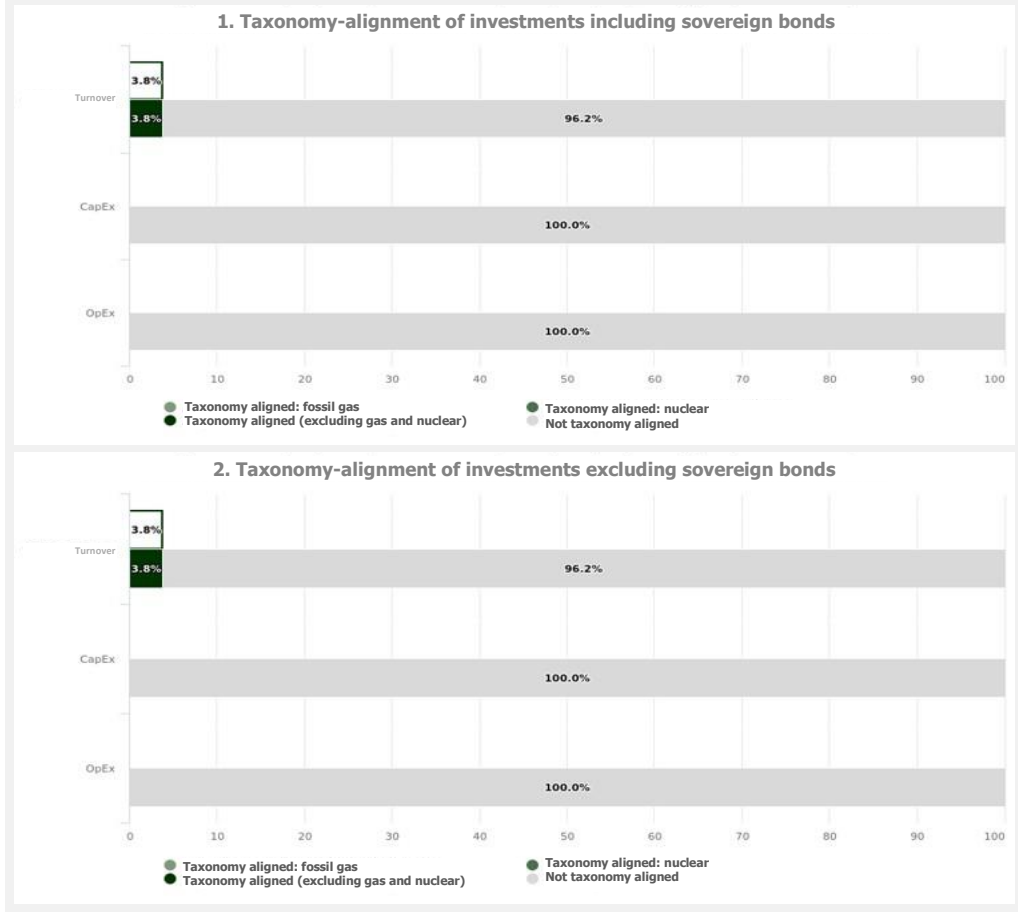 1. Taxonomy-alignment of investments including sovereign bonds
3.8%
Turnover
3.8% 96.2%
CapEx
100.0%
OpEx
100.0%
0 10 20 30 40 50 60 70 80 90 100
Taxonomy aligned: fossil gas Taxonomy aligned: nuclear
Taxonomy aligned (excluding gas and nuclear) Not taxonomy aligned
2. Taxonomy-alignment of investments excluding sovereign bonds
3.8%
Turnover
3.8% 96.2%
CapEx
100.0%
OpEx
100.0%
0 10 20 30 40 50 60 70 80 90 100
Taxonomy aligned: fossil gas Taxonomy aligned: nuclear
Taxonomy aligned (excluding gas and nuclear) Not taxonomy aligned